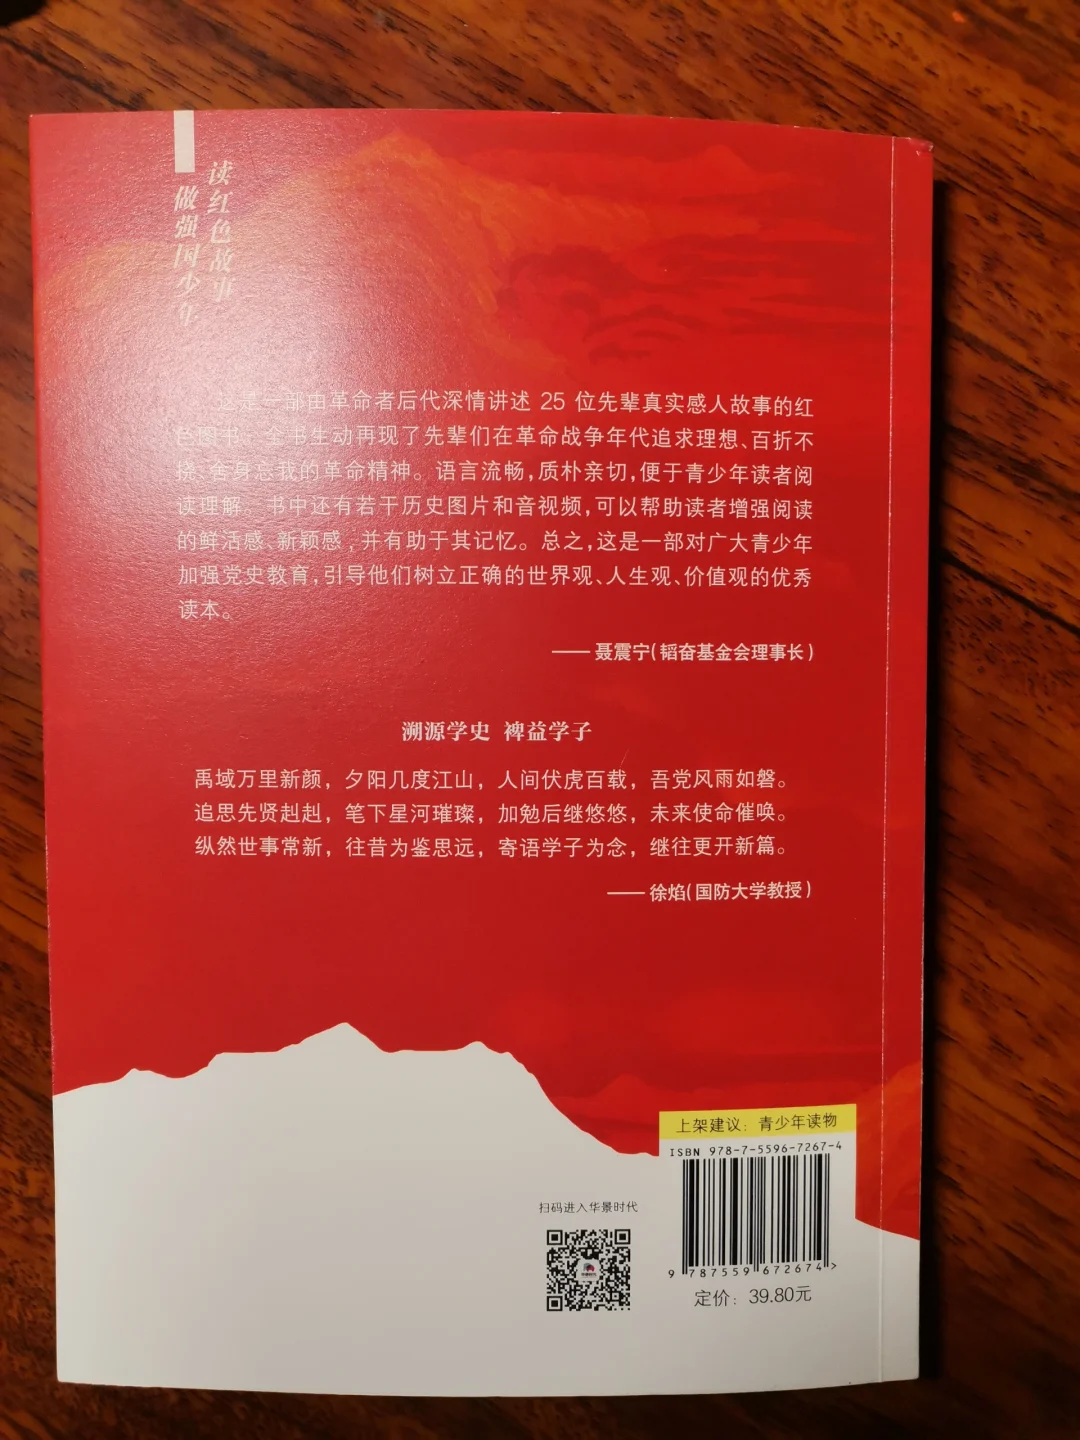 读红色故事
做强国少年
这是一部由革命者后代深情讲述 25 位先辈真实感人故事的红
色图书。全书生动再现了先辈们在革命战争年代追求理想、百折不
挠、舍身忘我的革命精神。语言流畅，质朴亲切，便于青少年读者阅
读理解。书中还有若干历史图片和音视频，可以帮助读者增强阅读
的鲜活感、新颖感，并有助于其记忆。总之，这是一部对广大青少年
加强党史教育，引导他们树立正确的世界观、人生观、价值观的优秀
读本。
——聂震宁（韬奋基金会理事长）
溯源学史 裨益学子
禹域万里新颜，夕阳几度江山，人间伏虎百载，吾党风雨如磐。
追思先贤赳赳，笔下星河璀璨，加勉后继悠悠，未来使命催唤。
纵然世事常新，往昔为鉴思远，寄语学子为念，继往更开新篇。
——徐焰（国防大学教授）
上架建议：青少年读物
ISBN 978-7-5596-7267-4
扫码进入华景时代
9 787559 672674 >
定价：39.80元